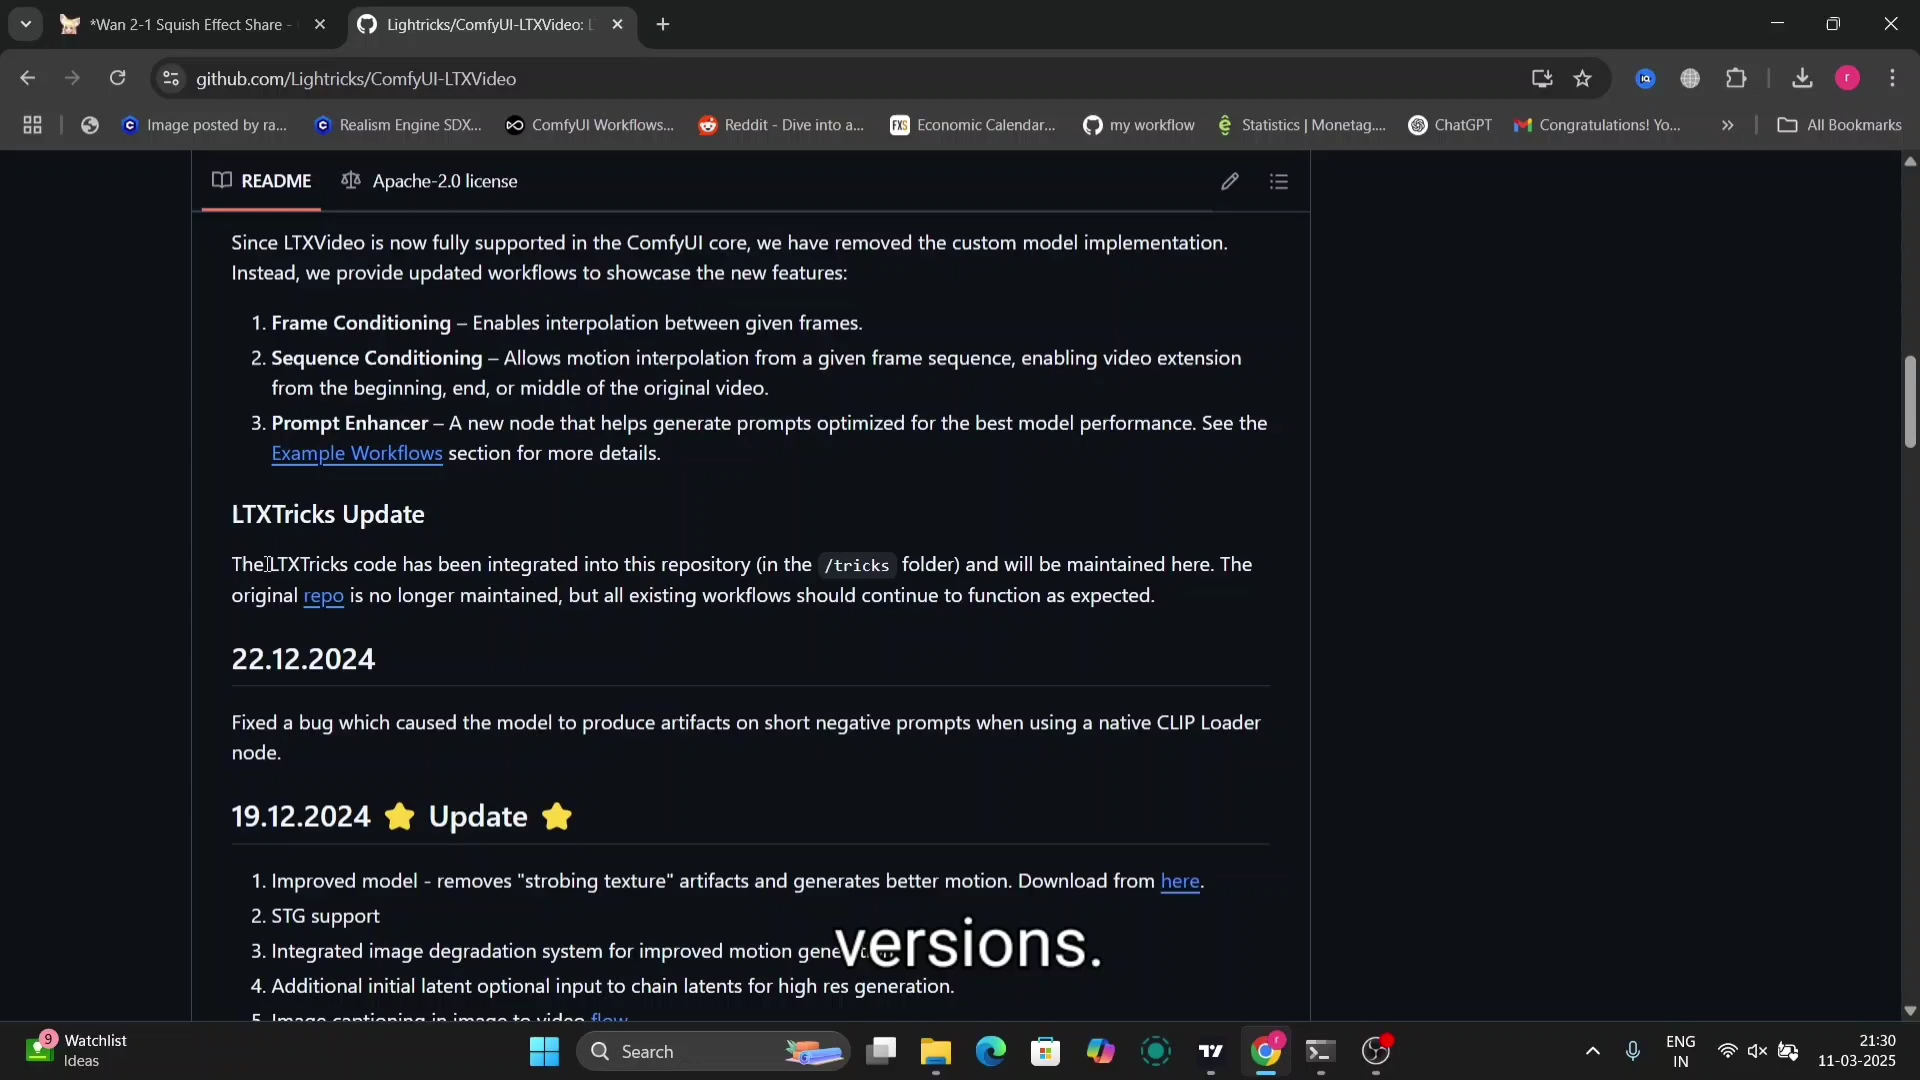 *Wan 2-1 Squish Effect Share -
Lightricks/ComfyUI-LTXVideo: L
github.com/Lightricks/ComfyUI-LTXVideo
Image posted by ra...
Realism Engine SDX...
ComfyUI Workflows...
Reddit - Dive into a...
Economic Calendar...
my workflow
Statistics | Monetag....
ChatGPT
Congratulations! Yo...
All Bookmarks
README
Apache-2.0 license
Since LTXVideo is now fully supported in the ComfyUI core, we have removed the custom model implementation.
Instead, we provide updated workflows to showcase the new features:
1. Frame Conditioning – Enables interpolation between given frames.
2. Sequence Conditioning – Allows motion interpolation from a given frame sequence, enabling video extension
from the beginning, end, or middle of the original video.
3. Prompt Enhancer – A new node that helps generate prompts optimized for the best model performance. See the
Example Workflows section for more details.
LTXTricks Update
The LTXTricks code has been integrated into this repository (in the /tricks folder) and will be maintained here. The
original repo is no longer maintained, but all existing workflows should continue to function as expected.
22.12.2024
Fixed a bug which caused the model to produce artifacts on short negative prompts when using a native CLIP Loader
node.
19.12.2024 ⭐ Update ⭐
1. Improved model - removes "strobing texture" artifacts and generates better motion. Download from here.
2. STG support
3. Integrated image degradation system for improved motion
versions.
4. Additional initial latent optional input to chain latents for high res generation.
5. Image captioning in image to video flow.
9
Watchlist
Ideas
Search
ENG
IN
21:30
11-03-2025